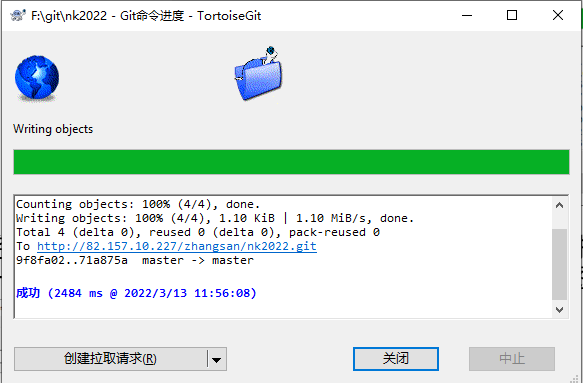 F:\git\nk2022 - Git命令进度 - TortoiseGit
Writing objects
Counting objects: 100% (4/4), done.
Writing objects: 100% (4/4), 1.10 KiB | 1.10 MiB/s, done.
Total 4 (delta 0), reused 0 (delta 0), pack-reused 0
To http://82.157.10.227/zhangsan/nk2022.git
9f8fa02..71a875a  master -> master
成功 (2484 ms @ 2022/3/13 11:56:08)
创建拉取请求(R)
关闭
中止